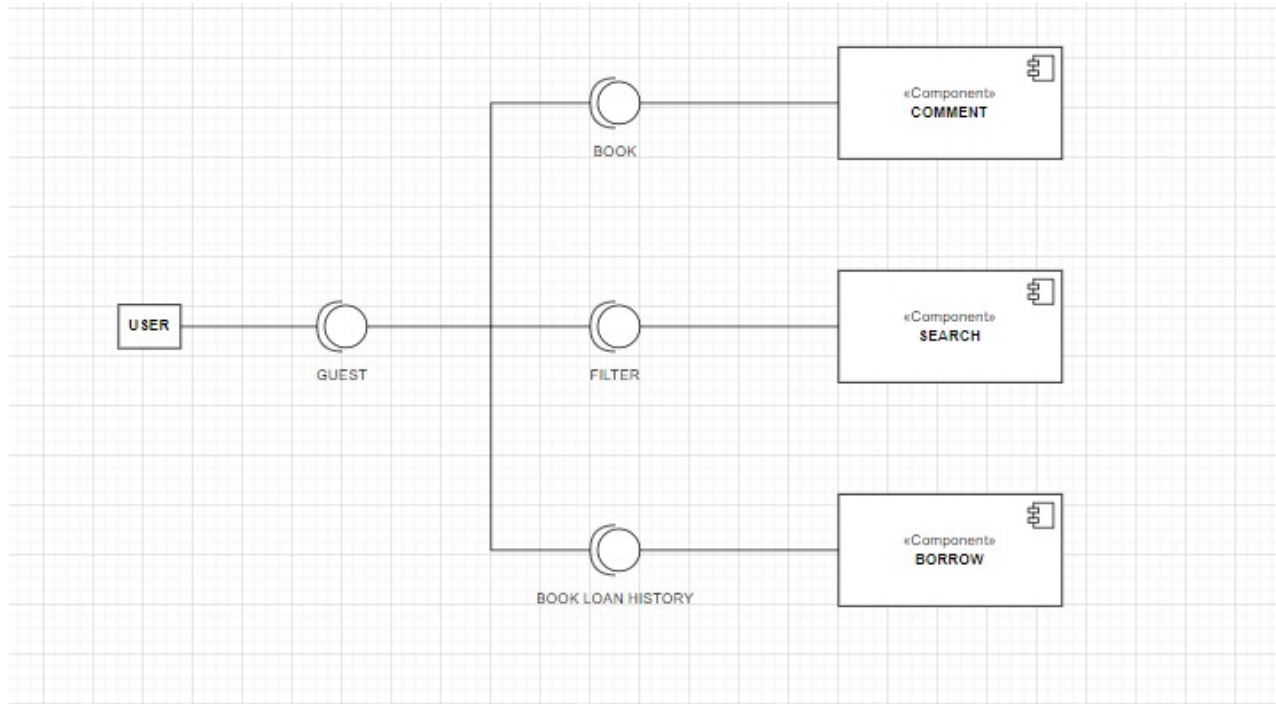 «Component»
COMMENT
BOOK
«Component»
SEARCH
USER
GUEST
FILTER
«Component»
BORROW
BOOK LOAN HISTORY